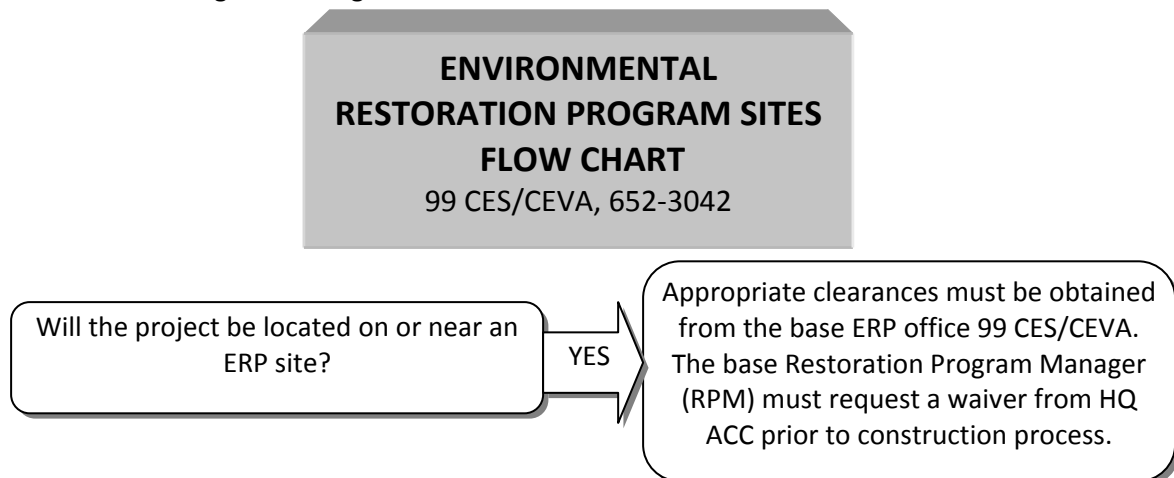 ENVIRONMENTAL
RESTORATION PROGRAM SITES
FLOW CHART
99 CES/CEVA, 652-3042
Will the project be located on or near an
ERP site?
YES
Appropriate clearances must be obtained
from the base ERP office 99 CES/CEVA.
The base Restoration Program Manager
(RPM) must request a waiver from HQ
ACC prior to construction process.